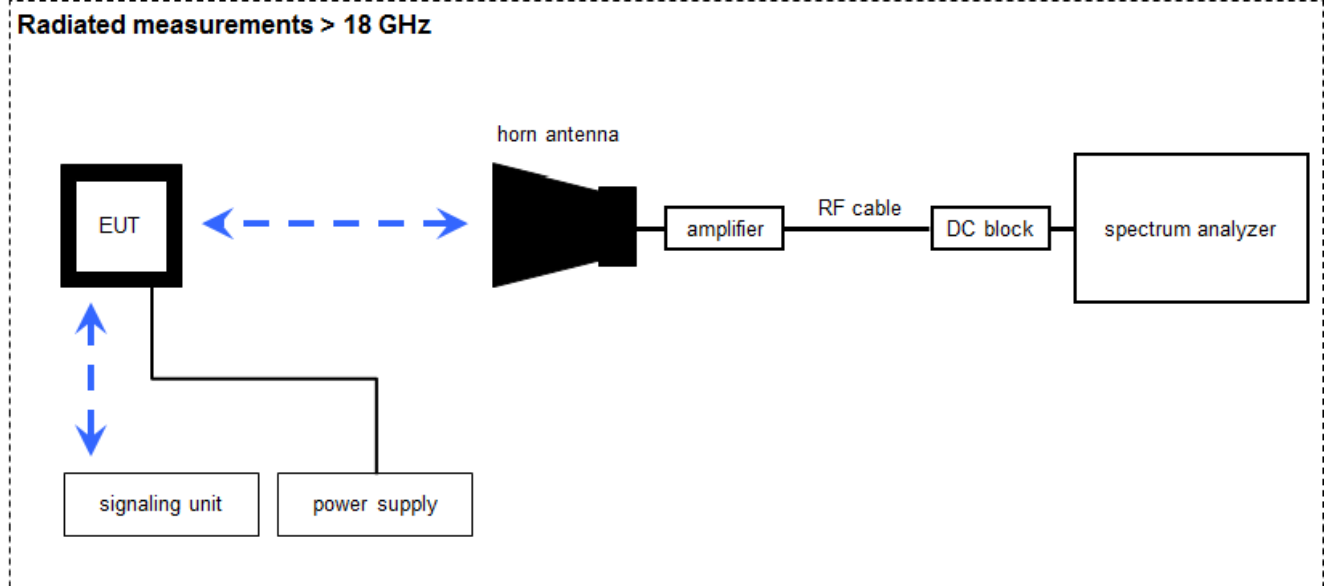 Radiated measurements > 18 GHz
horn antenna
EUT
amplifier
RF cable
DC block
spectrum analyzer
signaling unit
power supply